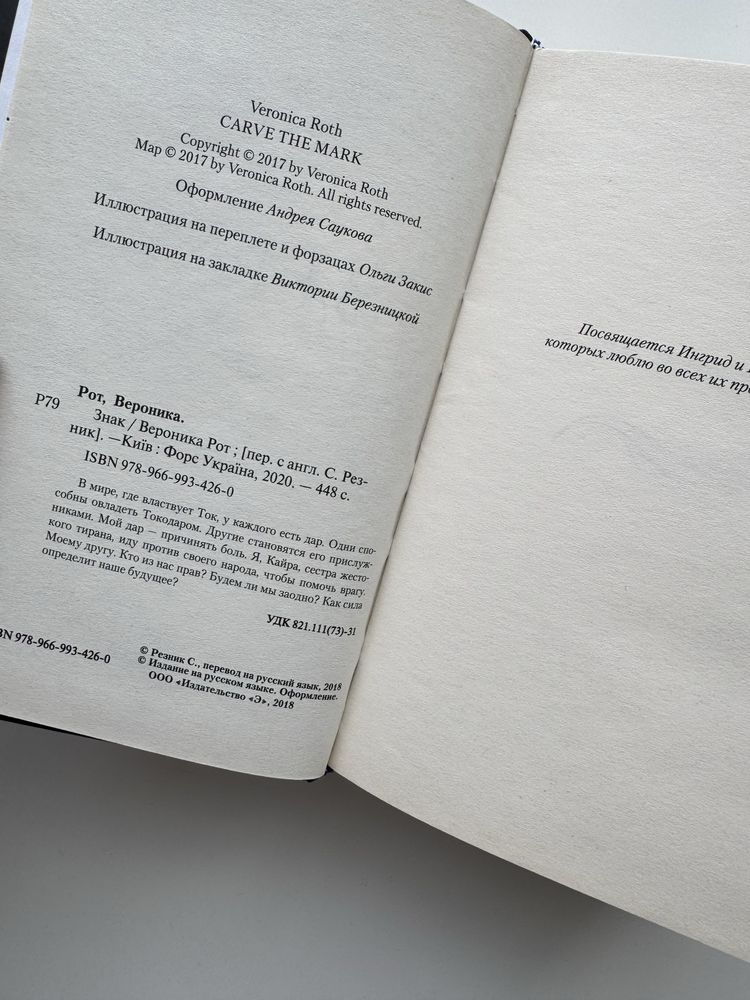 Veronica Roth
CARVE THE MARK
Copyright © 2017 by Veronica Roth
Map © 2017 by Veronica Roth. All rights reserved.
Оформление Андрея Саукова
Иллюстрация на переплете и форзацах Ольги Закис
Иллюстрация на закладке Виктории Березницкой
Рот, Вероника.
Р79 Знак / Вероника Рот ; [пер. с англ. С. Рез-
ник]. —Київ : Форс Україна, 2020. — 448 с.
ISBN 978-966-993-426-0
В мире, где властвует Ток, у каждого есть дар. Одни спо-
собны овладеть Токодаром. Другие становятся его прислуж-
никами. Мой дар — причинять боль. Я, Кайра, сестра жесто-
кого тирана, иду против своего народа, чтобы помочь врагу.
Моему другу. Кто из нас прав? Будем ли мы заодно? Как сила
определит наше будущее?
УДК 821.111(73)-31
978-966-993-426-0
© Резник С., перевод на русский язык, 2018
© Издание на русском языке. Оформление.
ООО «Издательство «Э», 2018
Посвящается Ингрид и
которых люблю во всех их